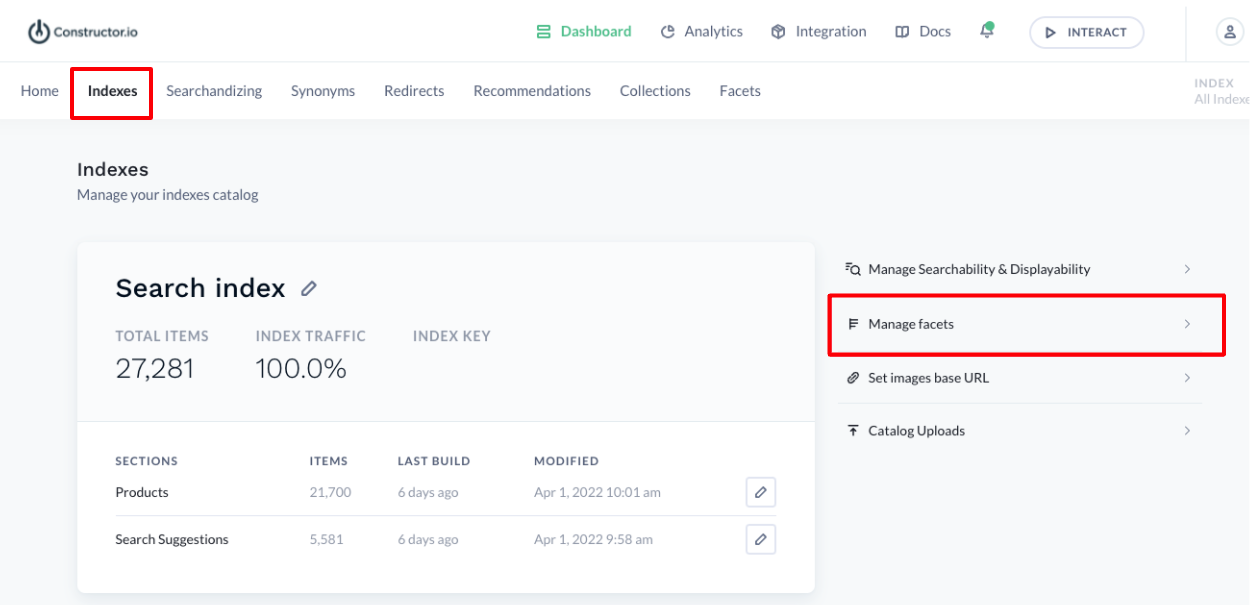 Constructor.io
Dashboard Analytics Integration Docs INTERACT
Home Indexes Searchandizing Synonyms Redirects Recommendations Collections Facets
INDEX
All Indexe
Indexes
Manage your indexes catalog
Search index
TOTAL ITEMS INDEX TRAFFIC INDEX KEY
27,281 100.0%
SECTIONS ITEMS LAST BUILD MODIFIED
Products 21,700 6 days ago Apr 1, 2022 10:01 am
Search Suggestions 5,581 6 days ago Apr 1, 2022 9:58 am
Manage Searchability & Displayability
Manage facets
Set images base URL
Catalog Uploads